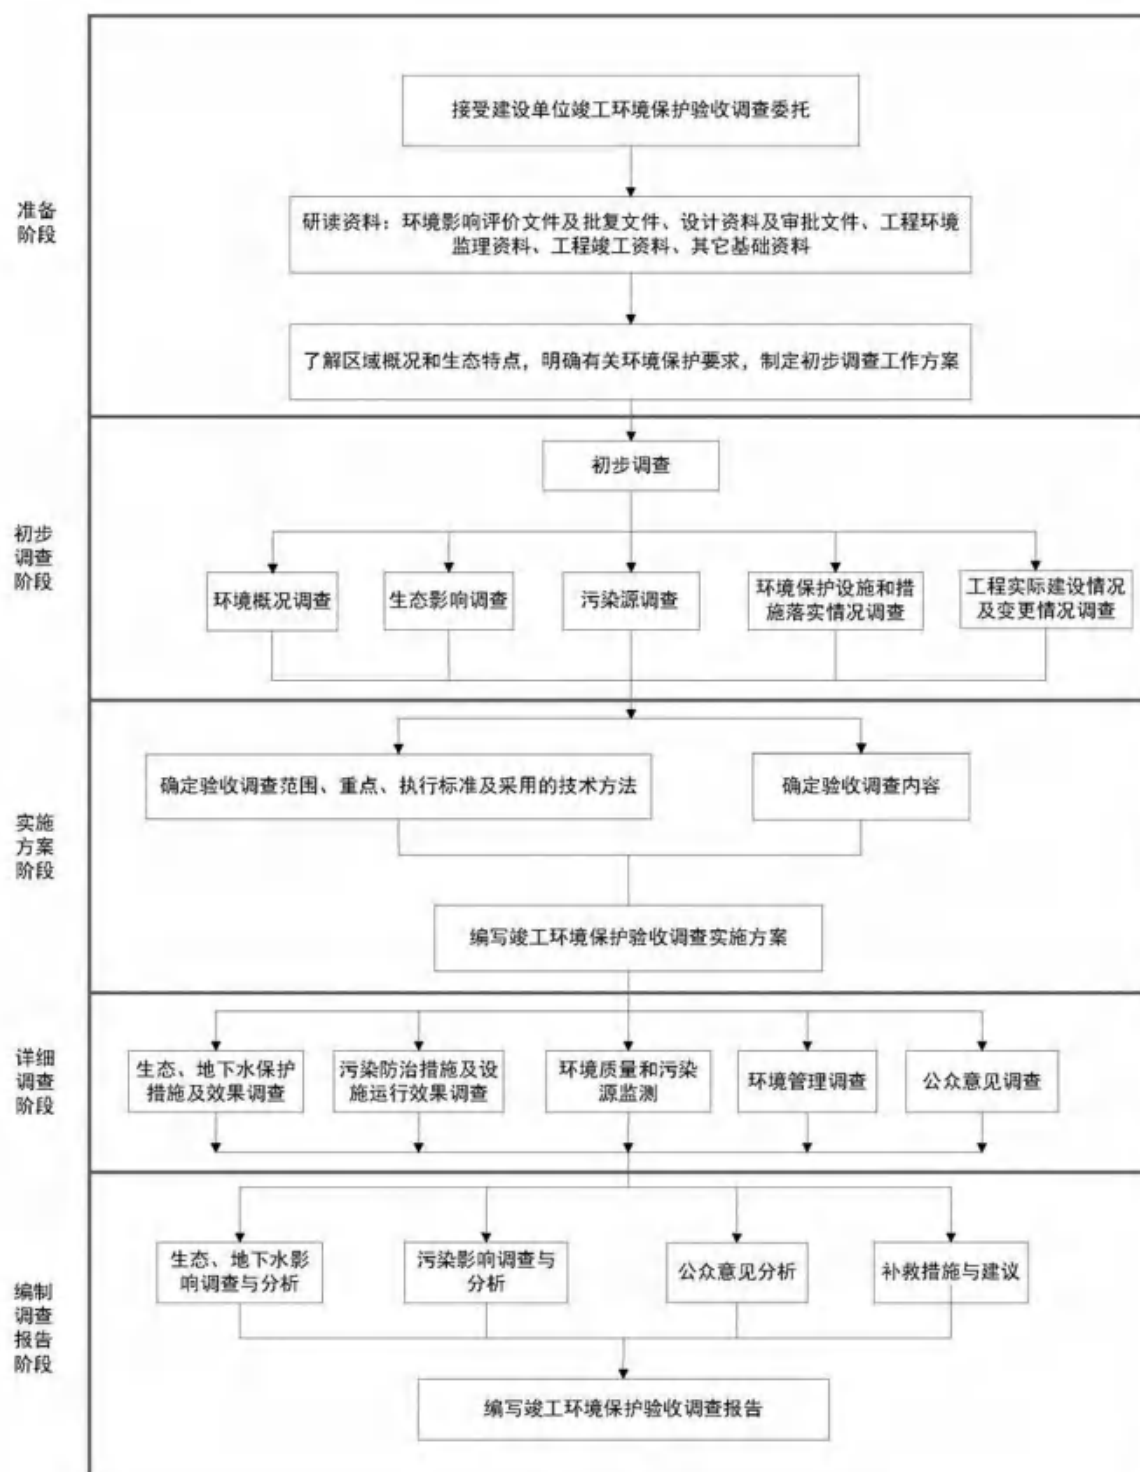 接受建设单位竣工环境保护验收调查委托
准备
阶段
研读资料：环境影响评价文件及批复文件、设计资料及审批文件、工程环境
监理资料、工程竣工资料、其它基础资料
了解区域概况和生态特点，明确有关环境保护要求，制定初步调查工作方案
初步
调查
阶段
初步调查
环境概况调查
生态影响调查
污染源调查
环境保护设施和措
施落实情况调查
工程实际建设情况
及变更情况调查
实施
方案
阶段
确定验收调查范围、重点、执行标准及采用的技术方法
确定验收调查内容
编写竣工环境保护验收调查实施方案
详细
调查
阶段
生态、地下水保护
措施及效果调查
污染防治措施及设
施运行效果调查
环境质量和污染
源监测
环境管理调查
公众意见调查
编制
调查
报告
阶段
生态、地下水影
响调查与分析
污染影响调查与
分析
公众意见分析
补救措施与建议
编写竣工环境保护验收调查报告